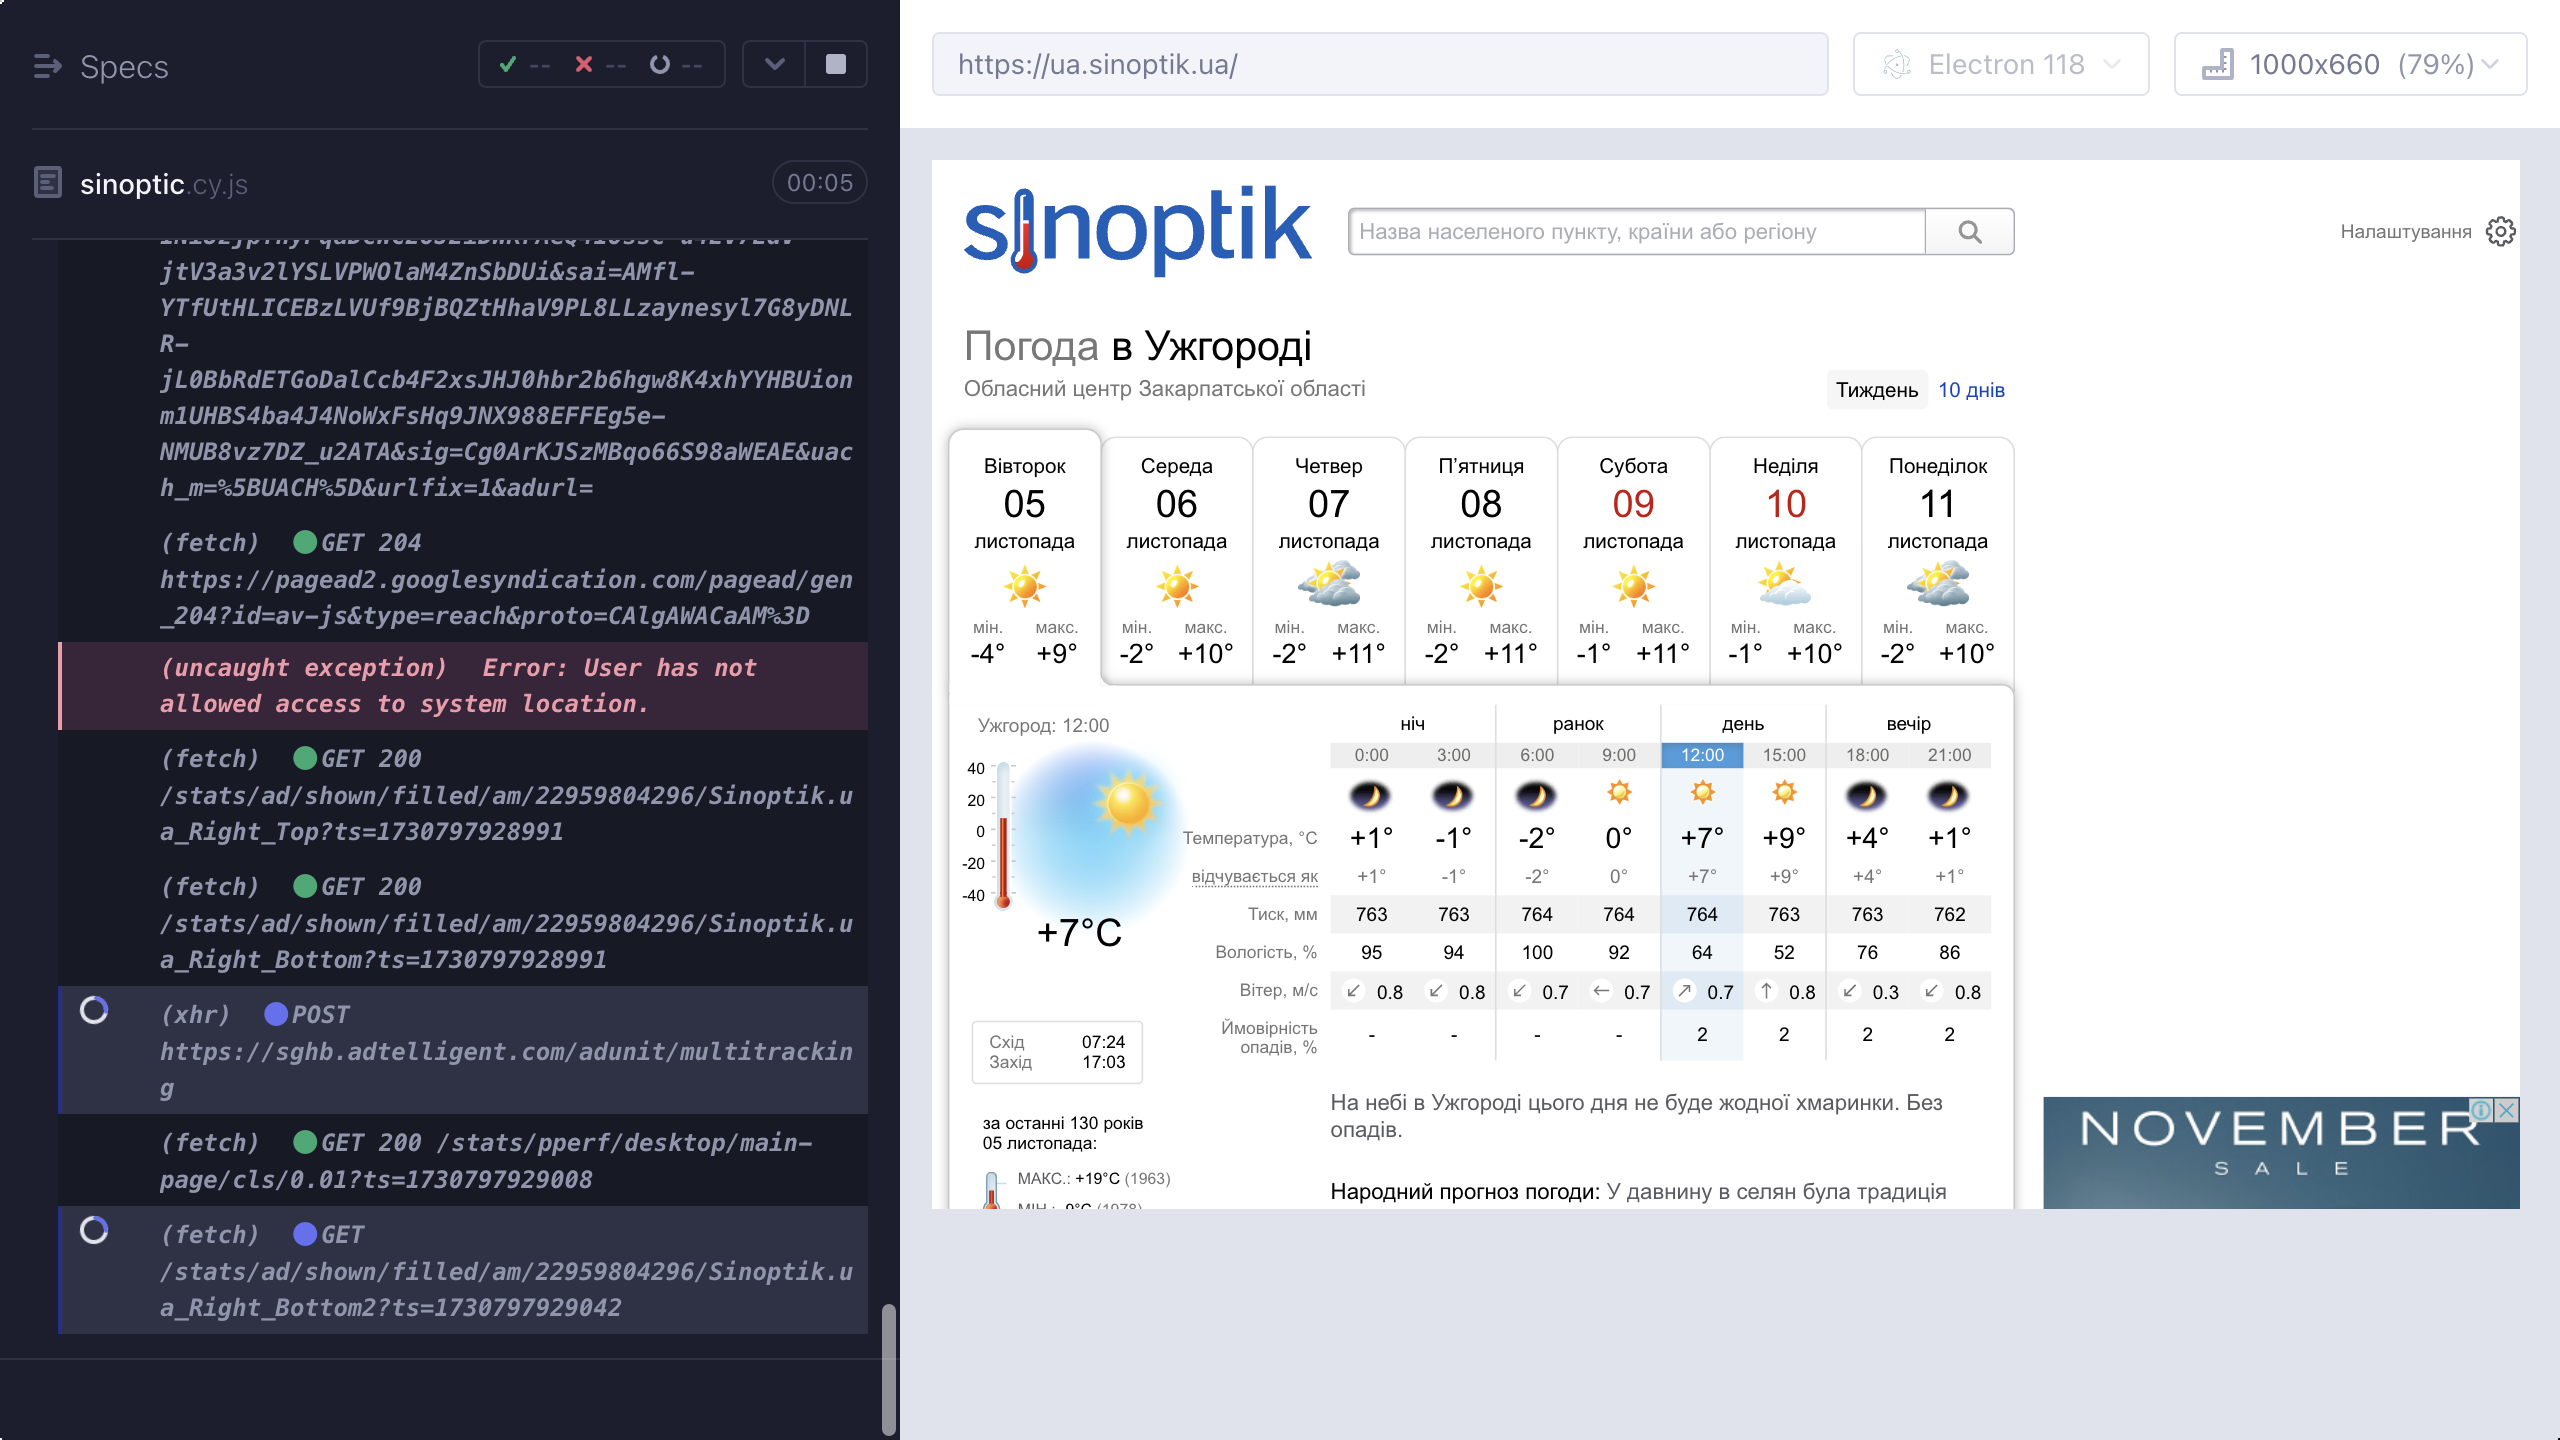 Specs
✓ -- ✕ -- --
sinoptic.cy.js
00:05
jtV3a3v2lYSLVPWOlaM4ZnSbDUi&sai=AMfl-
YTfUtHLICEBzLVUf9BjBQZtHhaV9PL8LLzaynesyl7G8yDNL
R-
jL0BbRdETGoDalCcb4F2xsJHJ0hbr2b6hgw8K4xhYYHBUion
m1UHBS4ba4J4NoWxFsHq9JNX988EFFEg5e-
NMUB8vz7DZ_u2ATA&sig=Cg0ArKJSzMBqo66S98aWEAE&uac
h_m=%5BUACH%5D&urlfix=1&adurl=
(fetch) GET 204
https://pagead2.googlesyndication.com/pagead/gen
_204?id=av-js&type=reach&proto=CAlgAWACaAM%3D
(uncaught exception) Error: User has not
allowed access to system location.
(fetch) GET 200
/stats/ad/shown/filled/am/22959804296/Sinoptik.u
a_Right_Top?ts=1730797928991
(fetch) GET 200
/stats/ad/shown/filled/am/22959804296/Sinoptik.u
a_Right_Bottom?ts=1730797928991
(xhr) POST
https://sghb.adtelligent.com/adunit/multitrackin
g
(fetch) GET 200 /stats/pperf/desktop/main-
page/cls/0.01?ts=1730797929008
(fetch) GET
/stats/ad/shown/filled/am/22959804296/Sinoptik.u
a_Right_Bottom2?ts=1730797929042
https://ua.sinoptik.ua/
Electron 118
1000x660 (79%)
sinoptik
Назва населеного пункту, країни або регіону
Налаштування
Погода в Ужгороді
Обласний центр Закарпатської області
Тиждень 10 днів
Вівторок Середа Четвер П'ятниця Субота Неділя Понеділок
05 06 07 08 09 10 11
листопада листопада листопада листопада листопада листопада листопада
мін. макс. мін. макс. мін. макс. мін. макс. мін. макс. мін. макс. мін. макс.
-4° +9° -2° +10° -2° +11° -2° +11° -1° +11° -1° +10° -2° +10°
Ужгород: 12:00
40
20
0
-20
-40
+7°C
ніч ранок день вечір
0:00 3:00 6:00 9:00 12:00 15:00 18:00 21:00
Температура, °C +1° -1° -2° 0° +7° +9° +4° +1°
відчувається як +1° -1° -2° 0° +7° +9° +4° +1°
Тиск, мм 763 763 764 764 764 763 763 762
Вологість, % 95 94 100 92 64 52 76 86
Вітер, м/с 0.8 0.8 0.7 0.7 0.7 0.8 0.3 0.8
Ймовірність
опадів, % - - - - 2 2 2 2
Схід 07:24
Захід 17:03
за останні 130 років
05 листопада:
МАКС.: +19°C (1963)
На небі в Ужгороді цього дня не буде жодної хмаринки. Без
опадів.
Народний прогноз погоди: У давнину в селян була традиція
NOVEMBER
SALE